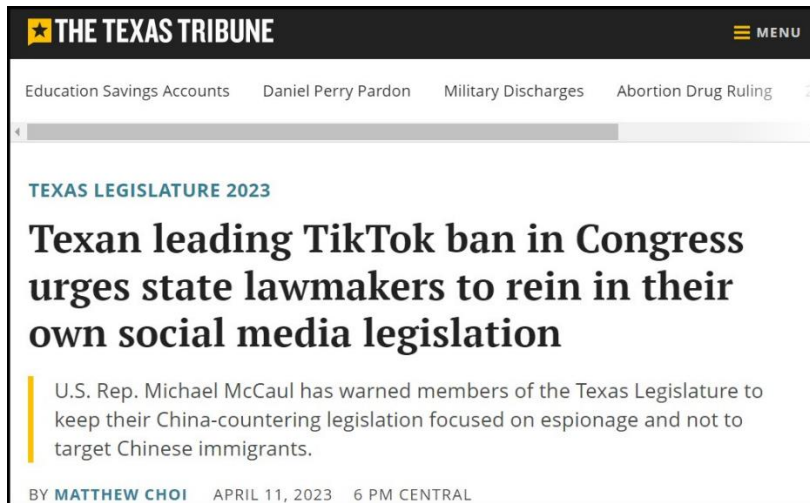 THE TEXAS TRIBUNE
MENU
Education Savings Accounts Daniel Perry Pardon Military Discharges Abortion Drug Ruling
TEXAS LEGISLATURE 2023
Texan leading TikTok ban in Congress
urges state lawmakers to rein in their
own social media legislation
U.S. Rep. Michael McCaul has warned members of the Texas Legislature to
keep their China-countering legislation focused on espionage and not to
target Chinese immigrants.
BY MATTHEW CHOI APRIL 11, 2023 6 PM CENTRAL